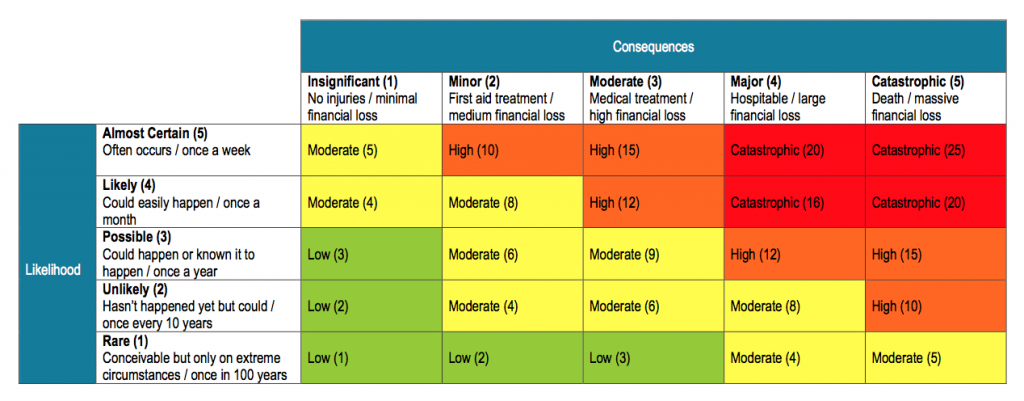 Consequences
Insignificant (1)
No injuries / minimal
financial loss
Minor (2)
First aid treatment /
medium financial loss
Moderate (3)
Medical treatment /
high financial loss
Major (4)
Hospitable / large
financial loss
Catastrophic (5)
Death / massive
financial loss
Likelihood
Almost Certain (5)
Often occurs / once a week
Moderate (5)
High (10)
High (15)
Catastrophic (20)
Catastrophic (25)
Likely (4)
Could easily happen / once a
month
Moderate (4)
Moderate (8)
High (12)
Catastrophic (16)
Catastrophic (20)
Possible (3)
Could happen or known it to
happen / once a year
Low (3)
Moderate (6)
Moderate (9)
High (12)
High (15)
Unlikely (2)
Hasn't happened yet but could /
once every 10 years
Low (2)
Moderate (4)
Moderate (6)
Moderate (8)
High (10)
Rare (1)
Conceivable but only on extreme
circumstances / once in 100 years
Low (1)
Low (2)
Low (3)
Moderate (4)
Moderate (5)